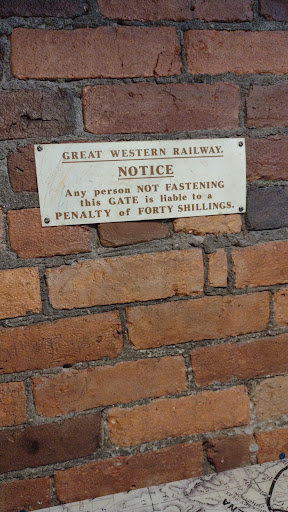 GREAT WESTERN RAILWAY.
NOTICE
Any person NOT FASTENING
this GATE is liable to a
PENALTY of FORTY SHILLINGS.